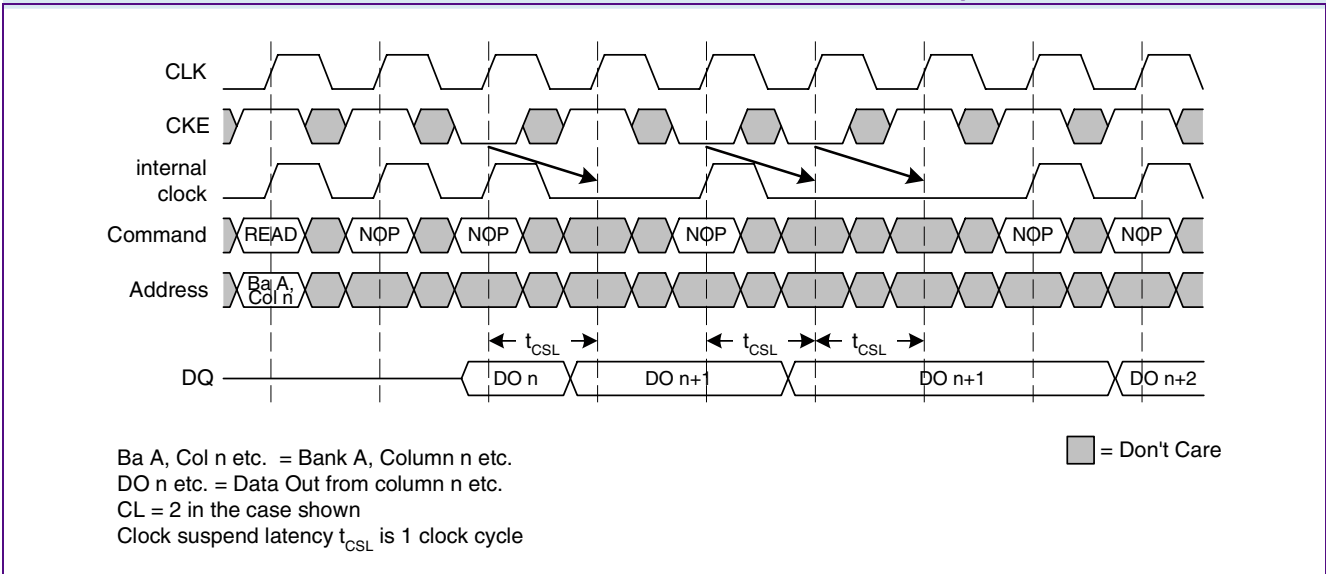 CLK
CKE
internal
clock
Command READ NOP NOP NOP NOP NOP
Address Ba A,
Col n
tCSL tCSL tCSL
DQ DO n DO n+1 DO n+1 DO n+2
Ba A, Col n etc. = Bank A, Column n etc.
DO n etc. = Data Out from column n etc.
CL = 2 in the case shown
Clock suspend latency tCSL is 1 clock cycle
= Don't Care